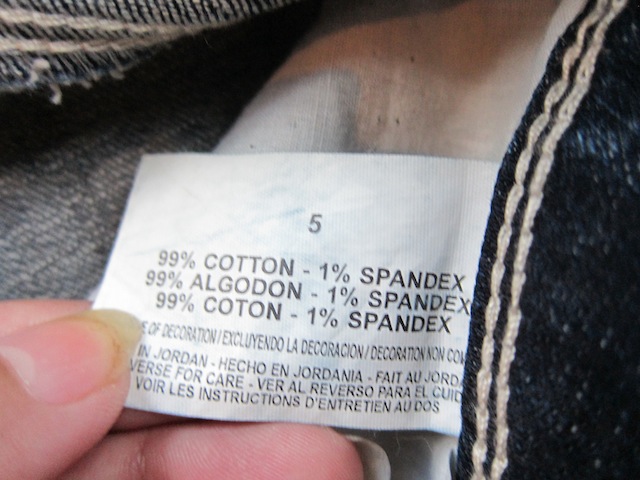 5
99% COTTON - 1% SPANDEX
99% ALGODON - 1% SPANDEX
99% COTON - 1% SPANDEX
OF DECORATION / EXCLUYENDO LA DECORACION / DECORATION NON
IN JORDAN - HECHO EN JORDANIA - FAIT AU
FOR CARE - VER AL REVERSO PARA EL
VOIR LES INSTRUCTIONS D'ENTRETIEN AU DOS